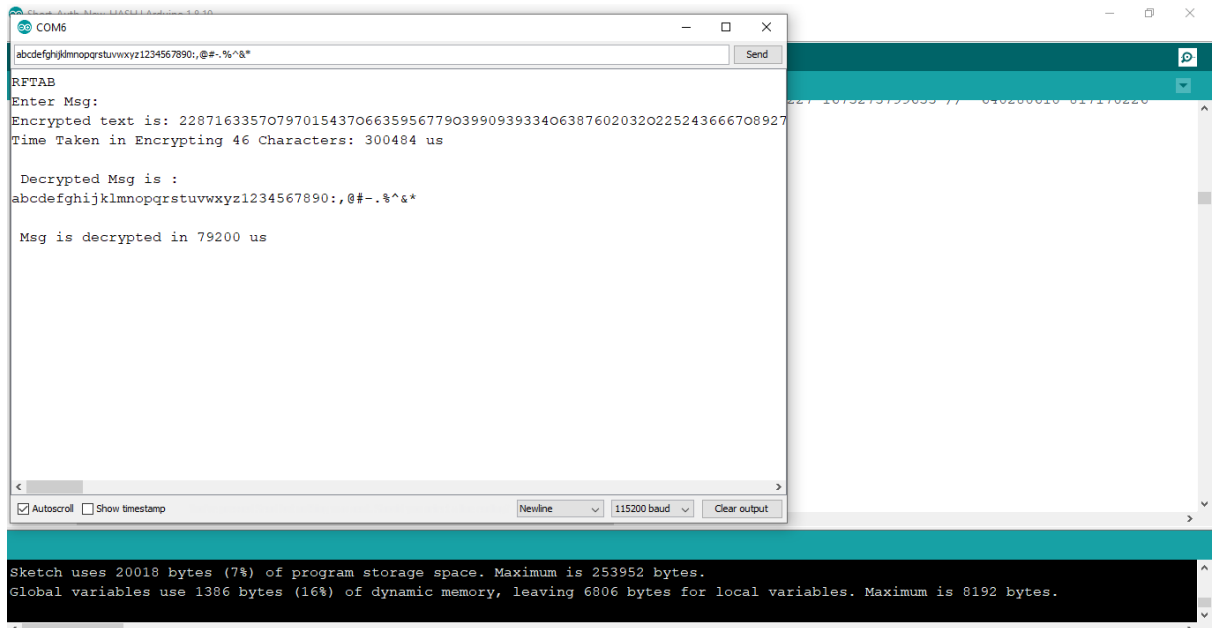 COM6
abcdefghijklmnopqrstuvwxyz1234567890:,@#-.%^&*
Send
RFTAB
Enter Msg:
Encrypted text is: 2287163357O797015437O6635956779O3990939334O6387602032O2252436667O8927
Time Taken in Encrypting 46 Characters: 300484 us
Decrypted Msg is :
abcdefghijklmnopqrstuvwxyz1234567890:,@#-.%^&*
Msg is decrypted in 79200 us
Autoscroll Show timestamp Newline 115200 baud Clear output
Sketch uses 20018 bytes (7%) of program storage space. Maximum is 253952 bytes.
Global variables use 1386 bytes (16%) of dynamic memory, leaving 6806 bytes for local variables. Maximum is 8192 bytes.